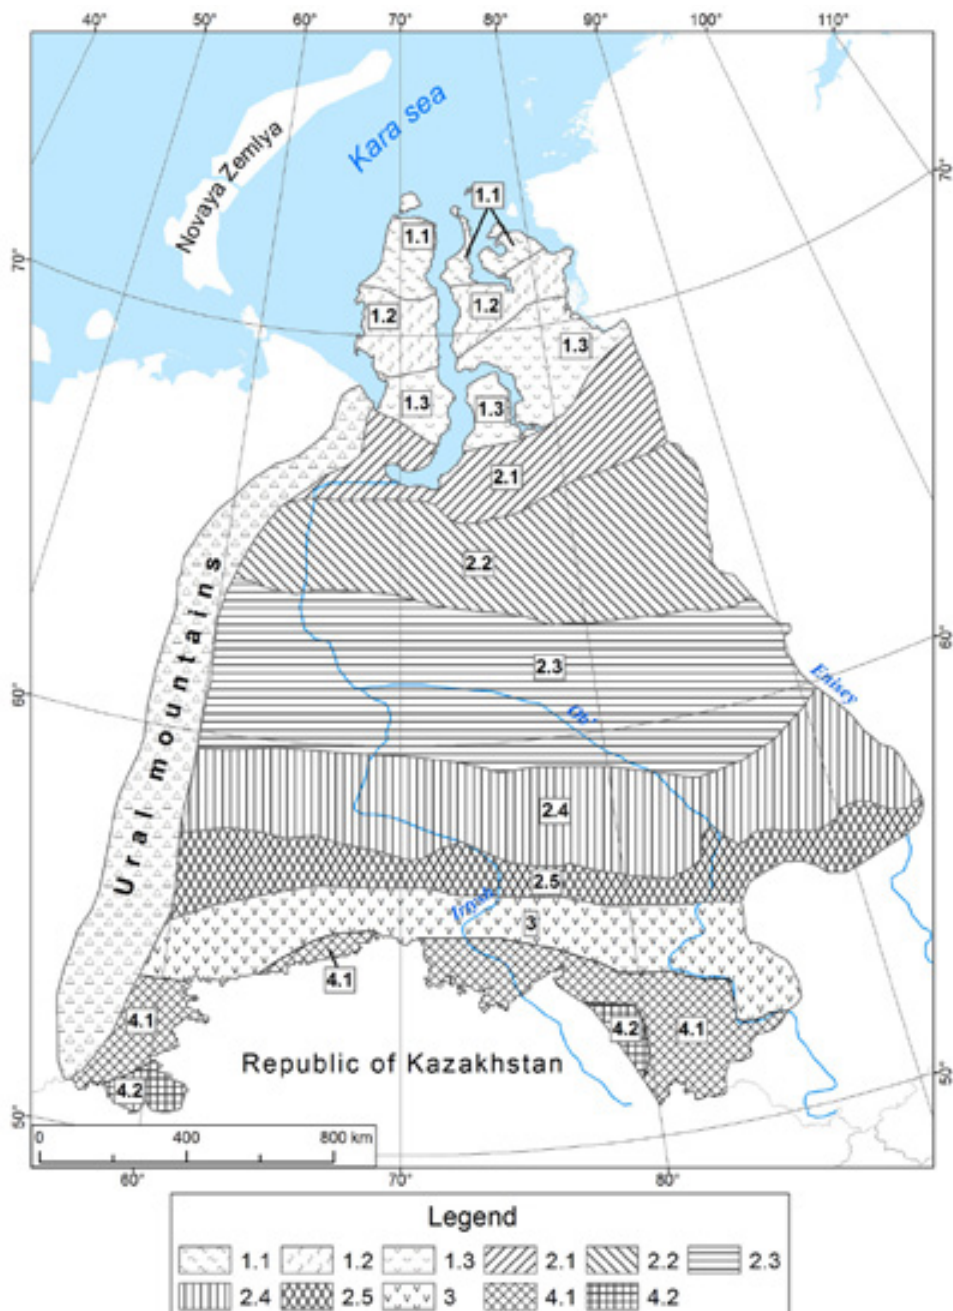 40° 50° 60° 70° 80° 90° 100° 110°
Kara sea
Novaya Zemlya
70°
70°
1.1
1.1
1.2
1.2
1.3
1.3
1.3
2.1
2.2
60°
2.3
Enisey
60°
Ob'
Ural mountains
2.4
2.5
Irtysh
3
4.1
4.1
4.2
4.1
Republic of Kazakhstan
50°
4.2
50°
0 400 800 km
60° 70° 80°
Legend
1.1 1.2 1.3 2.1 2.2 2.3
2.4 2.5 3 4.1 4.2